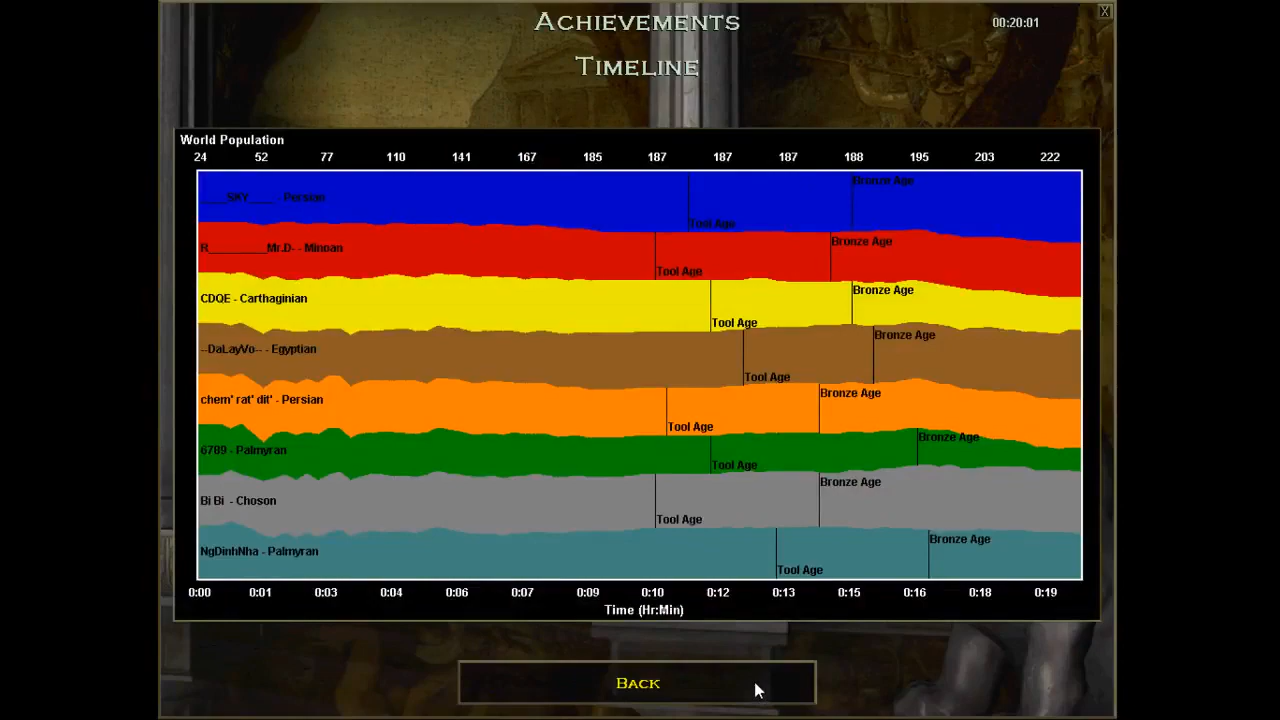 ACHIEVEMENTS
00:20:01
X
TIMELINE
World Population
24 52 77 110 141 167 185 187 187 187 188 195 203 222
____SKY____ - Persian
Bronze Age
Tool Age
R_________Mr.D- - Minoan
Bronze Age
Tool Age
CDQE - Carthaginian
Bronze Age
Tool Age
--DaLayVo-- - Egyptian
Bronze Age
Tool Age
chem' rat' dit' - Persian
Bronze Age
Tool Age
6789 - Palmyran
Bronze Age
Tool Age
Bi Bi - Choson
Bronze Age
Tool Age
NgDinhNha - Palmyran
Bronze Age
Tool Age
0:00 0:01 0:03 0:04 0:06 0:07 0:09 0:10 0:12 0:13 0:15 0:16 0:18 0:19
Time (Hr:Min)
BACK